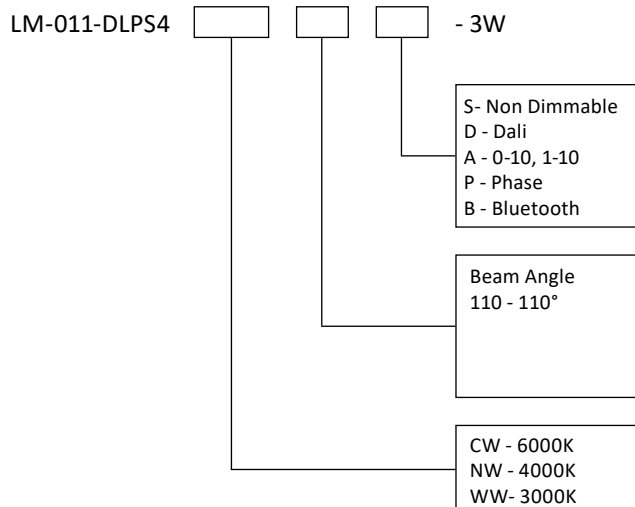 LM-011-DLPS4 - 3W
S- Non Dimmable
D - Dali
A - 0-10, 1-10
P - Phase
B - Bluetooth
Beam Angle
110 - 110°
CW - 6000K
NW - 4000K
WW- 3000K